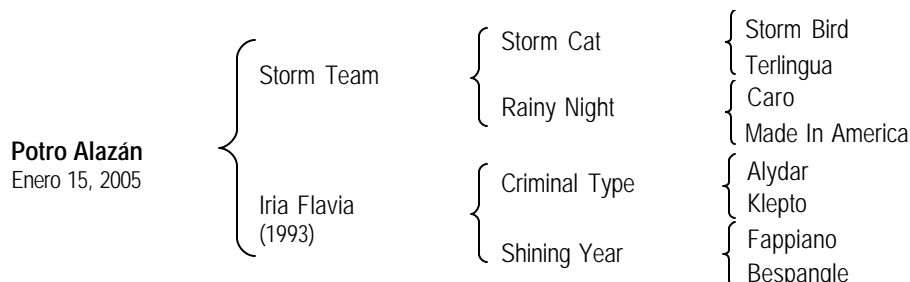 Potro Alazán
Enero 15, 2005
Storm Team
Iria Flavia
(1993)
Storm Cat
Rainy Night
Criminal Type
Shining Year
Storm Bird
Terlingua
Caro
Made In America
Alydar
Klepto
Fappiano
Bespangle